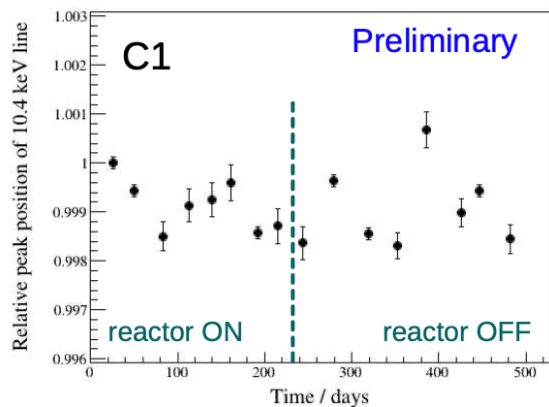 Relative peak position of 10.4 keV line
1.003
1.002
1.001
1
0.999
0.998
0.997
0.996
C1
Preliminary
reactor ON
reactor OFF
0
100
200
300
400
500
Time / days